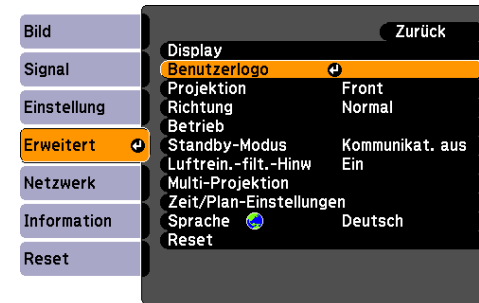 Bild
Signal
Einstellung
Erweitert
Netzwerk
Information
Reset
Zurück
Display
Benutzerlogo
Projektion Front
Richtung Normal
Betrieb
Standby-Modus Kommunikat. aus
Luftrein.-filt.-Hinw Ein
Multi-Projektion
Zeit/Plan-Einstellungen
Sprache Deutsch
Reset